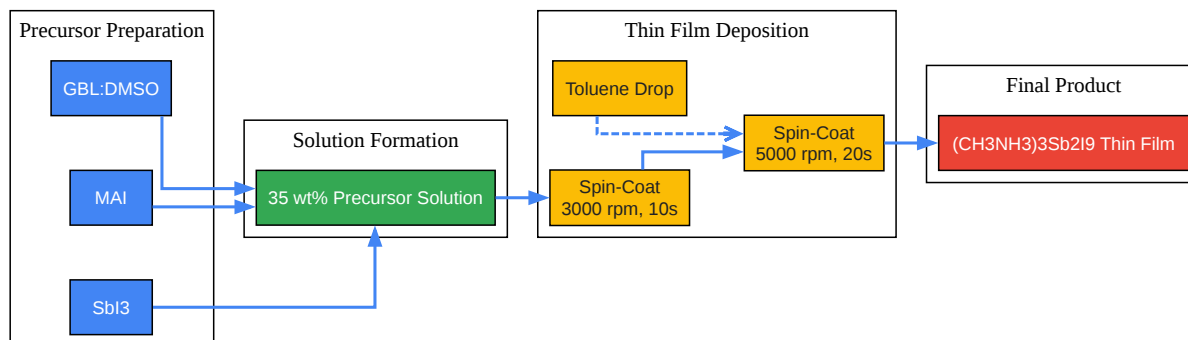 Precursor Preparation
GBL:DMSO
MAI
SbI3
Solution Formation
35 wt% Precursor Solution
Thin Film Deposition
Toluene Drop
Spin-Coat
3000 rpm, 10s
Spin-Coat
5000 rpm, 20s
Final Product
(CH3NH3)3Sb2I9 Thin Film